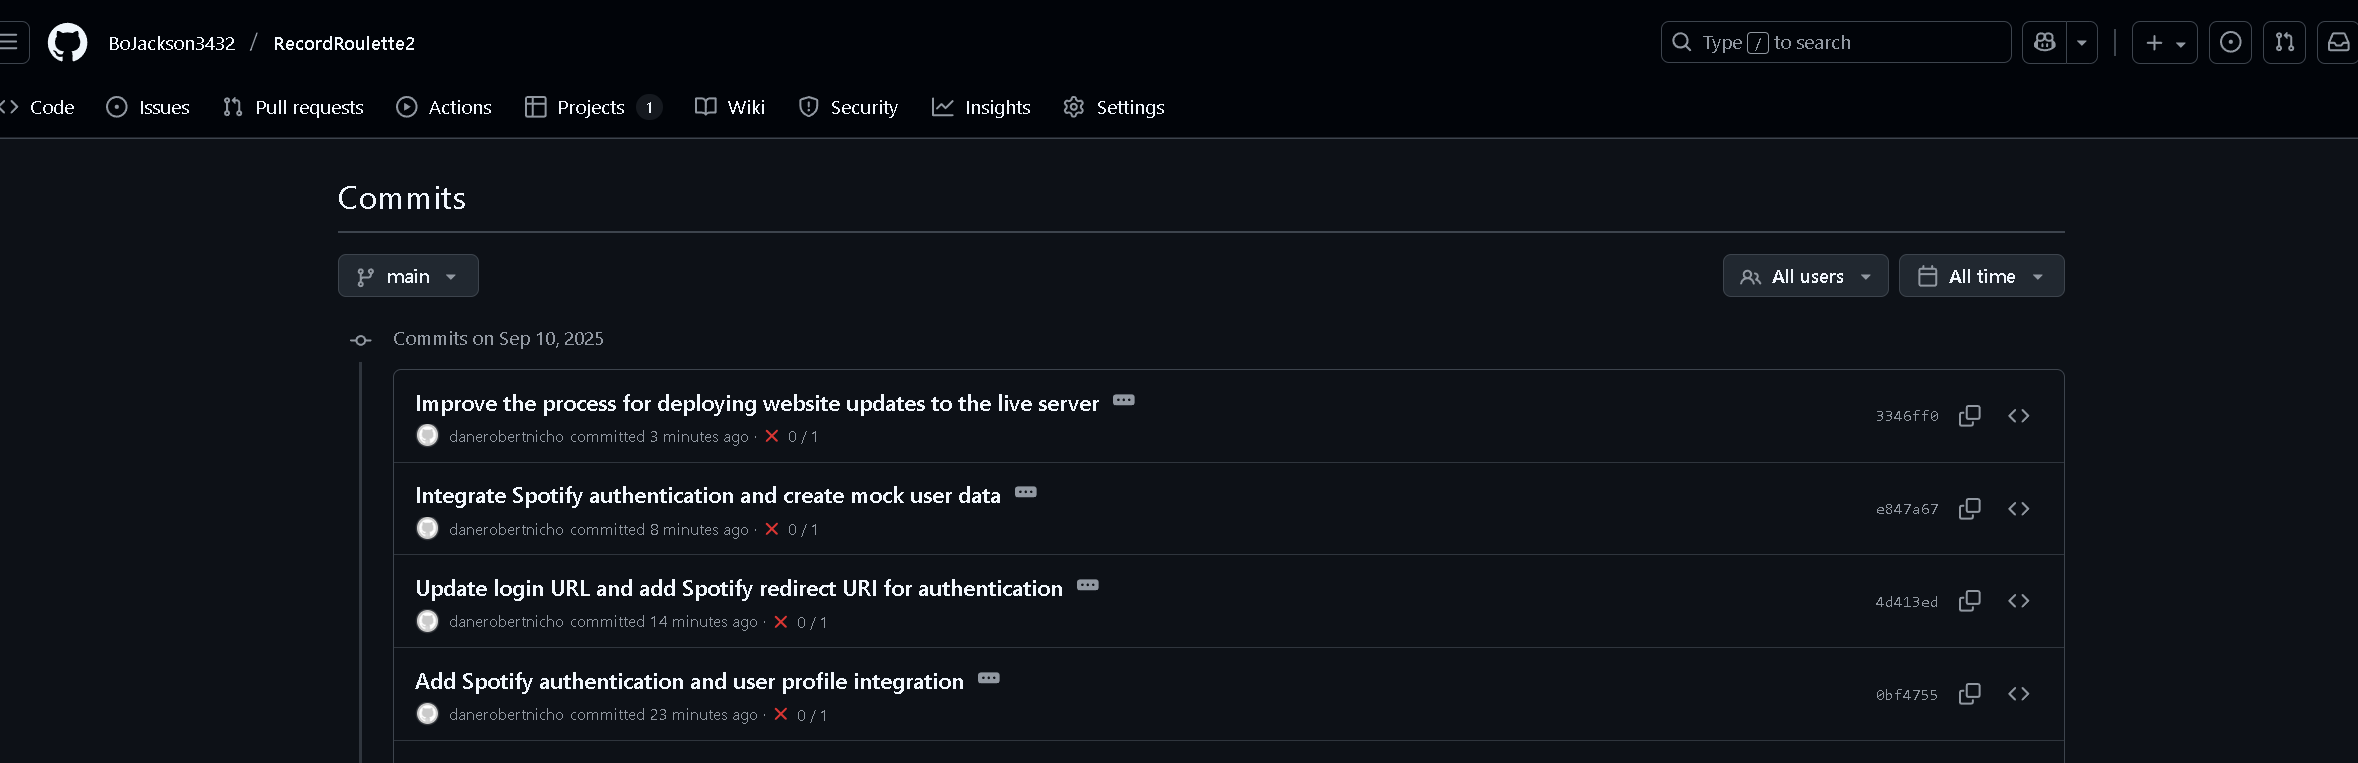 BoJackson3432 / RecordRoulette2
Type / to search
Code
Issues
Pull requests
Actions
Projects 1
Wiki
Security
Insights
Settings
Commits
main
All users
All time
Commits on Sep 10, 2025
Improve the process for deploying website updates to the live server
danerobertnicho committed 3 minutes ago · 0 / 1
3346ff0
Integrate Spotify authentication and create mock user data
danerobertnicho committed 8 minutes ago · 0 / 1
e847a67
Update login URL and add Spotify redirect URI for authentication
danerobertnicho committed 14 minutes ago · 0 / 1
4d413ed
Add Spotify authentication and user profile integration
danerobertnicho committed 23 minutes ago · 0 / 1
0bf4755